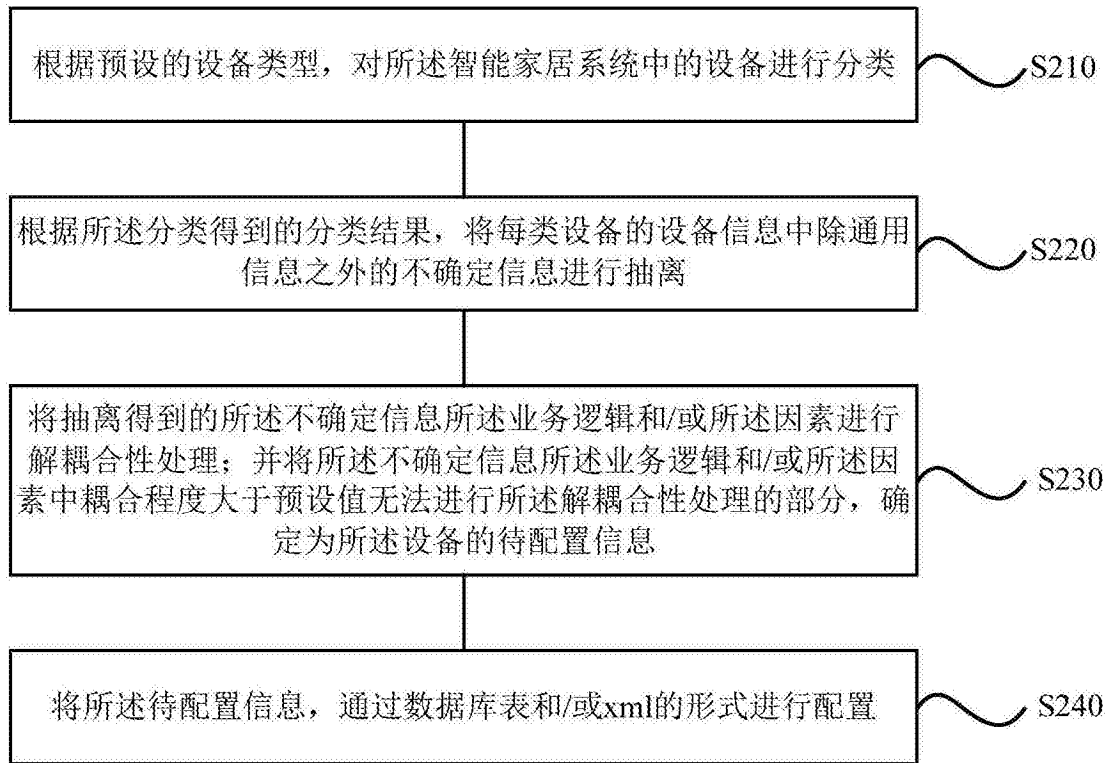 根据预设的设备类型，对所述智能家居系统中的设备进行分类
S210
根据所述分类得到的分类结果，将每类设备的设备信息中除通用
信息之外的不确定信息进行抽离
S220
将抽离得到的所述不确定信息所述业务逻辑和/或所述因素进行
解耦合性处理；并将所述不确定信息所述业务逻辑和/或所述因
素中耦合程度大于预设值无法进行所述解耦合性处理的部分，确
定为所述设备的待配置信息
S230
将所述待配置信息，通过数据库表和/或xml的形式进行配置
S240